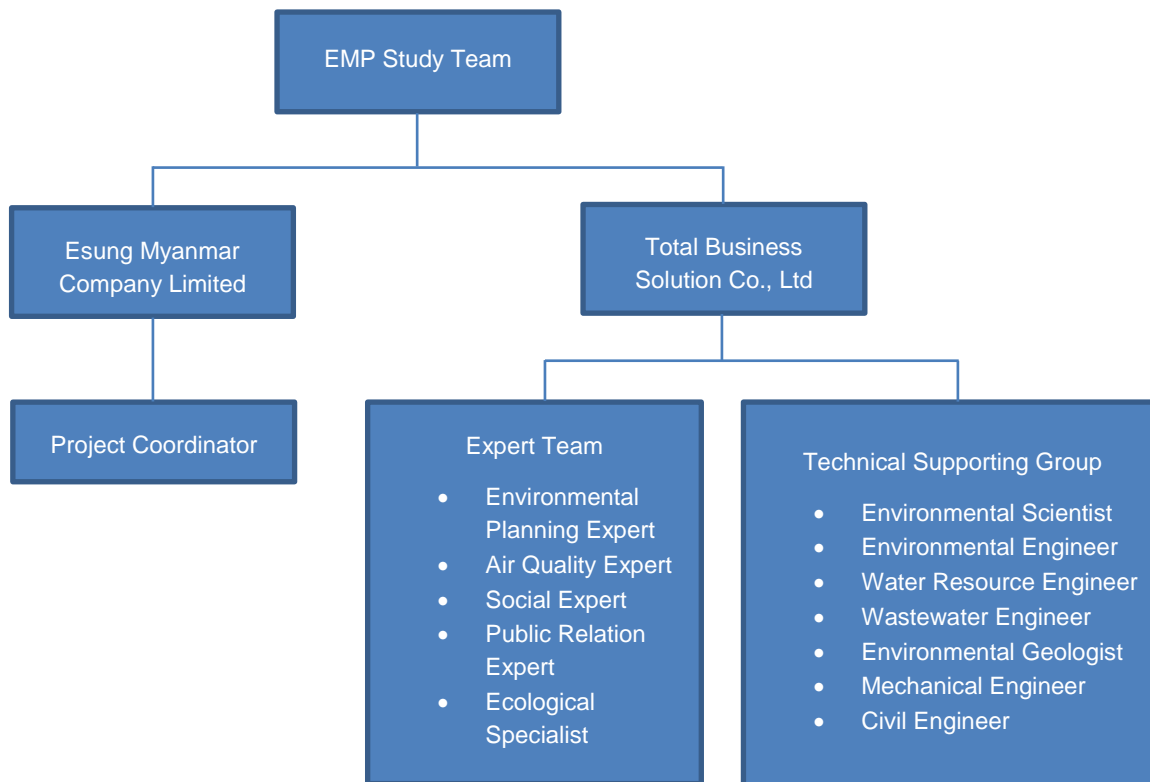 EMP Study Team
Esung Myanmar
Company Limited
Total Business
Solution Co., Ltd
Project Coordinator
Expert Team
• Environmental
Planning Expert
• Air Quality Expert
• Social Expert
• Public Relation
Expert
• Ecological
Specialist
Technical Supporting Group
• Environmental Scientist
• Environmental Engineer
• Water Resource Engineer
• Wastewater Engineer
• Environmental Geologist
• Mechanical Engineer
• Civil Engineer